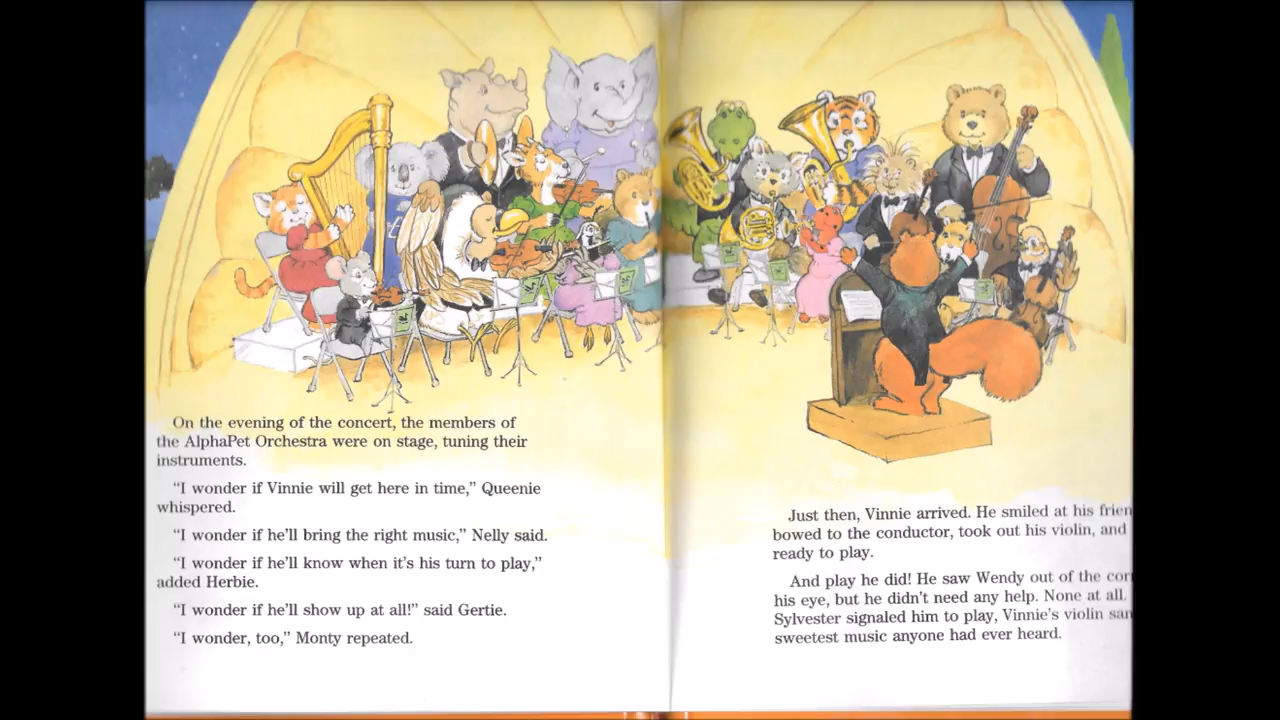 On the evening of the concert, the members of
the AlphaPet Orchestra were on stage, tuning their
instruments.
“I wonder if Vinnie will get here in time,” Queenie
whispered.
“I wonder if he’ll bring the right music,” Nelly said.
“I wonder if he’ll know when it’s his turn to play,”
added Herbie.
“I wonder if he’ll show up at all!” said Gertie.
“I wonder, too,” Monty repeated.
Just then, Vinnie arrived. He smiled at his
bowed to the conductor, took out his violin, and
ready to play.
And play he did! He saw Wendy out of the
his eye, but he didn’t need any help. None at all.
Sylvester signaled him to play, Vinnie’s violin
sweetest music anyone had ever heard.